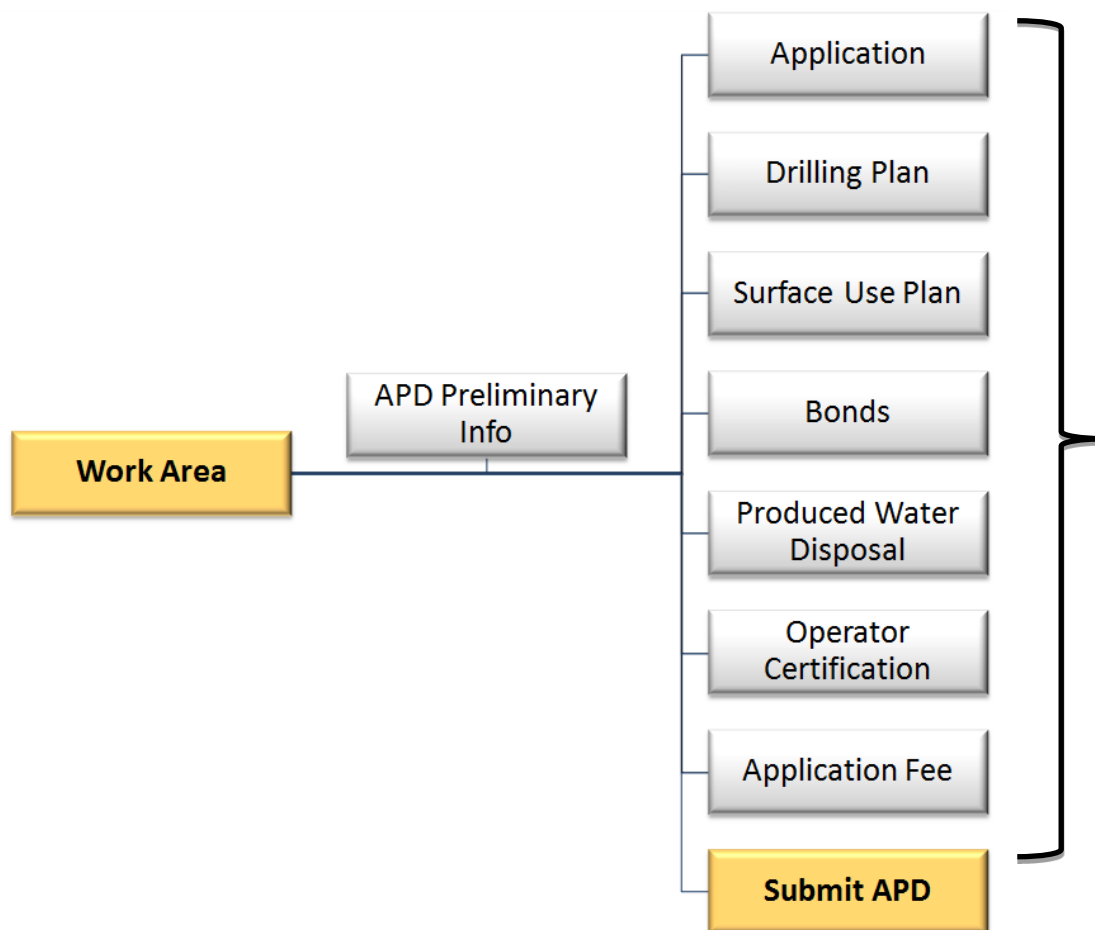 Application
Drilling Plan
Surface Use Plan
APD Preliminary
Info
Bonds
Work Area
Produced Water
Disposal
Operator
Certification
Application Fee
Submit APD